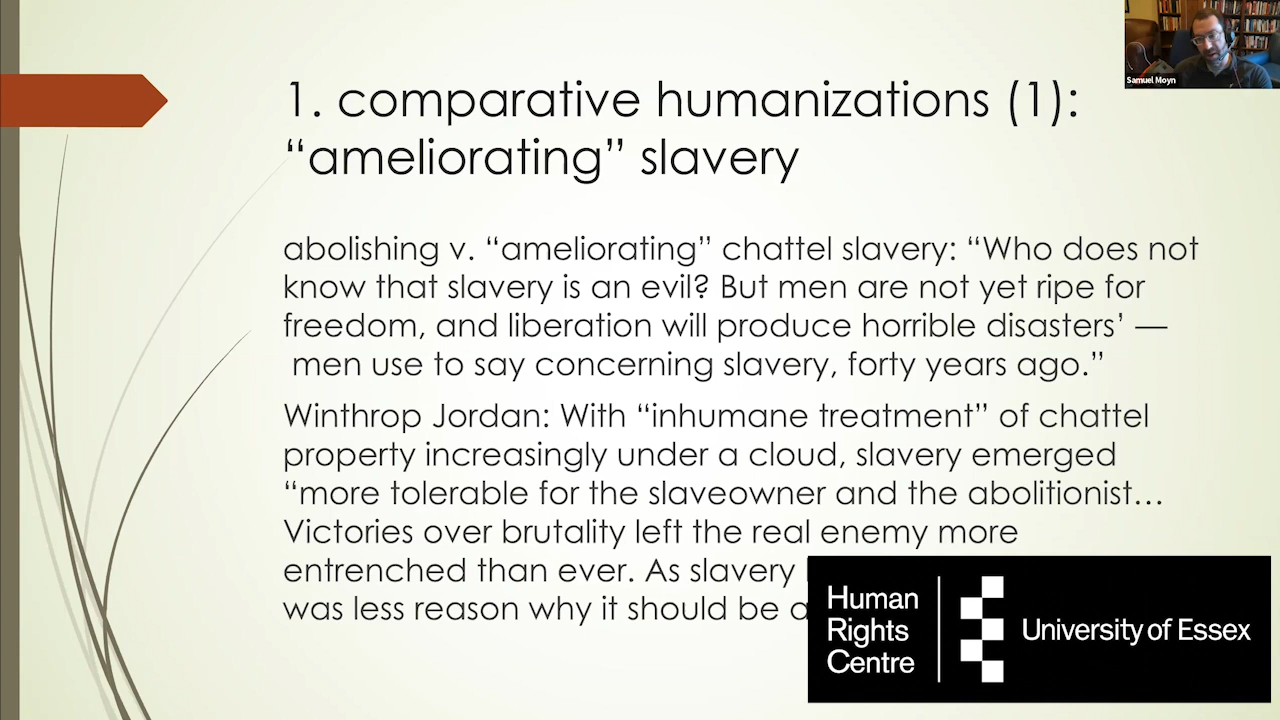 Samuel Moyn
1. comparative humanizations (1):
“ameliorating” slavery
abolishing v. “ameliorating” chattel slavery: “Who does not
know that slavery is an evil? But men are not yet ripe for
freedom, and liberation will produce horrible disasters’ —
men use to say concerning slavery, forty years ago.”
Winthrop Jordan: With “inhumane treatment” of chattel
property increasingly under a cloud, slavery emerged
“more tolerable for the slaveowner and the abolitionist…
Victories over brutality left the real enemy more
entrenched than ever. As slavery
was less reason why it should be
Human
Rights
Centre
University of Essex